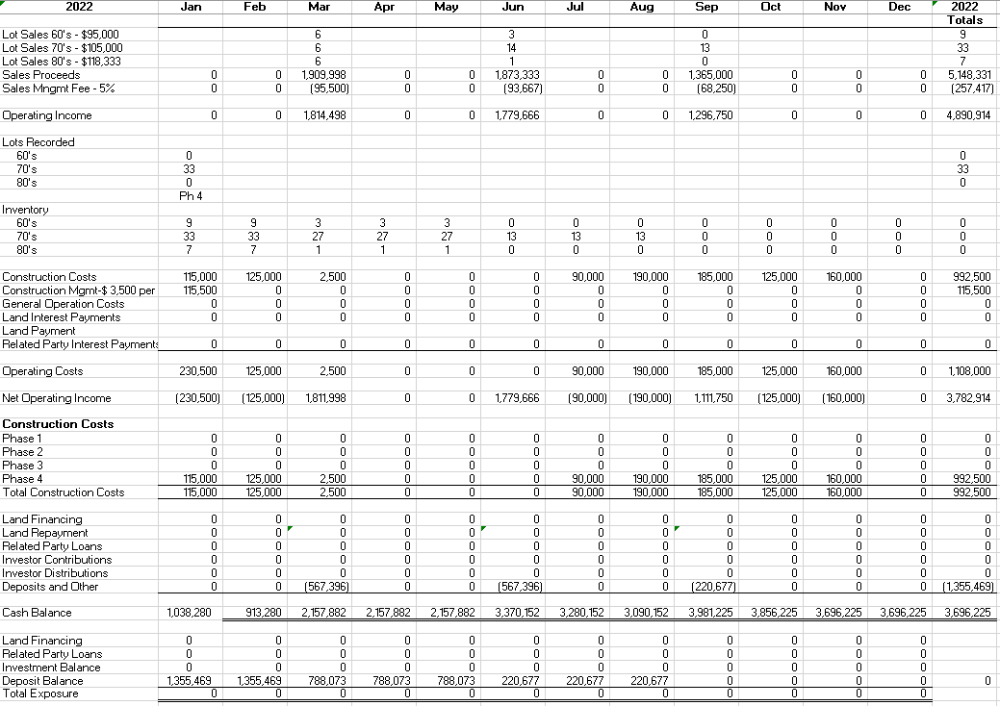 2022 Jan Feb Mar Apr May Jun Jul Aug Sep Oct Nov Dec 2022
Totals
Lot Sales 60's - $95,000 6 3 0 9
Lot Sales 70's - $105,000 6 14 13 33
Lot Sales 80's - $118,333 6 1 0 7
Sales Proceeds 0 0 1,909,998 0 0 1,873,333 0 0 1,365,000 0 0 0 5,148,331
Sales Mngmt Fee - 5% 0 0 (95,500) 0 0 (93,667) 0 0 (68,250) 0 0 0 (257,417)
Operating Income 0 0 1,814,498 0 0 1,779,666 0 0 1,296,750 0 0 0 4,890,914
Lots Recorded
60's 0 0
70's 33 33
80's 0 0
Ph 4
Inventory
60's 9 9 3 3 3 0 0 0 0 0 0 0 0
70's 33 33 27 27 27 13 13 13 0 0 0 0 0
80's 7 7 1 1 1 0 0 0 0 0 0 0 0
Construction Costs 115,000 125,000 2,500 0 0 0 90,000 190,000 185,000 125,000 160,000 0 992,500
Construction Mgmt-$ 3,500 per 115,500 0 0 0 0 0 0 0 0 0 0 0 115,500
General Operation Costs 0 0 0 0 0 0 0 0 0 0 0 0 0
Land Interest Payments 0 0 0 0 0 0 0 0 0 0 0 0 0
Land Payment
Related Party Interest Payments 0 0 0 0 0 0 0 0 0 0 0 0 0
Operating Costs 230,500 125,000 2,500 0 0 0 90,000 190,000 185,000 125,000 160,000 0 1,108,000
Net Operating Income (230,500) (125,000) 1,811,998 0 0 1,779,666 (90,000) (190,000) 1,111,750 (125,000) (160,000) 0 3,782,914
Construction Costs
Phase 1 0 0 0 0 0 0 0 0 0 0 0 0 0
Phase 2 0 0 0 0 0 0 0 0 0 0 0 0 0
Phase 3 0 0 0 0 0 0 0 0 0 0 0 0 0
Phase 4 115,000 125,000 2,500 0 0 0 90,000 190,000 185,000 125,000 160,000 0 992,500
Total Construction Costs 115,000 125,000 2,500 0 0 0 90,000 190,000 185,000 125,000 160,000 0 992,500
Land Financing 0 0 0 0 0 0 0 0 0 0 0 0 0
Land Repayment 0 0 0 0 0 0 0 0 0 0 0 0 0
Related Party Loans 0 0 0 0 0 0 0 0 0 0 0 0 0
Investor Contributions 0 0 0 0 0 0 0 0 0 0 0 0 0
Investor Distributions 0 0 0 0 0 0 0 0 0 0 0 0 0
Deposits and Other 0 0 (567,396) 0 0 (567,396) 0 0 (220,677) 0 0 0 (1,355,469)
Cash Balance 1,038,280 913,280 2,157,882 2,157,882 2,157,882 3,370,152 3,280,152 3,090,152 3,981,225 3,856,225 3,696,225 3,696,225 3,696,225
Land Financing 0 0 0 0 0 0 0 0 0 0 0 0
Related Party Loans 0 0 0 0 0 0 0 0 0 0 0 0
Investment Balance 0 0 0 0 0 0 0 0 0 0 0 0
Deposit Balance 1,355,469 1,355,469 788,073 788,073 788,073 220,677 220,677 220,677 0 0 0 0 0
Total Exposure 0 0 0 0 0 0 0 0 0 0 0 0